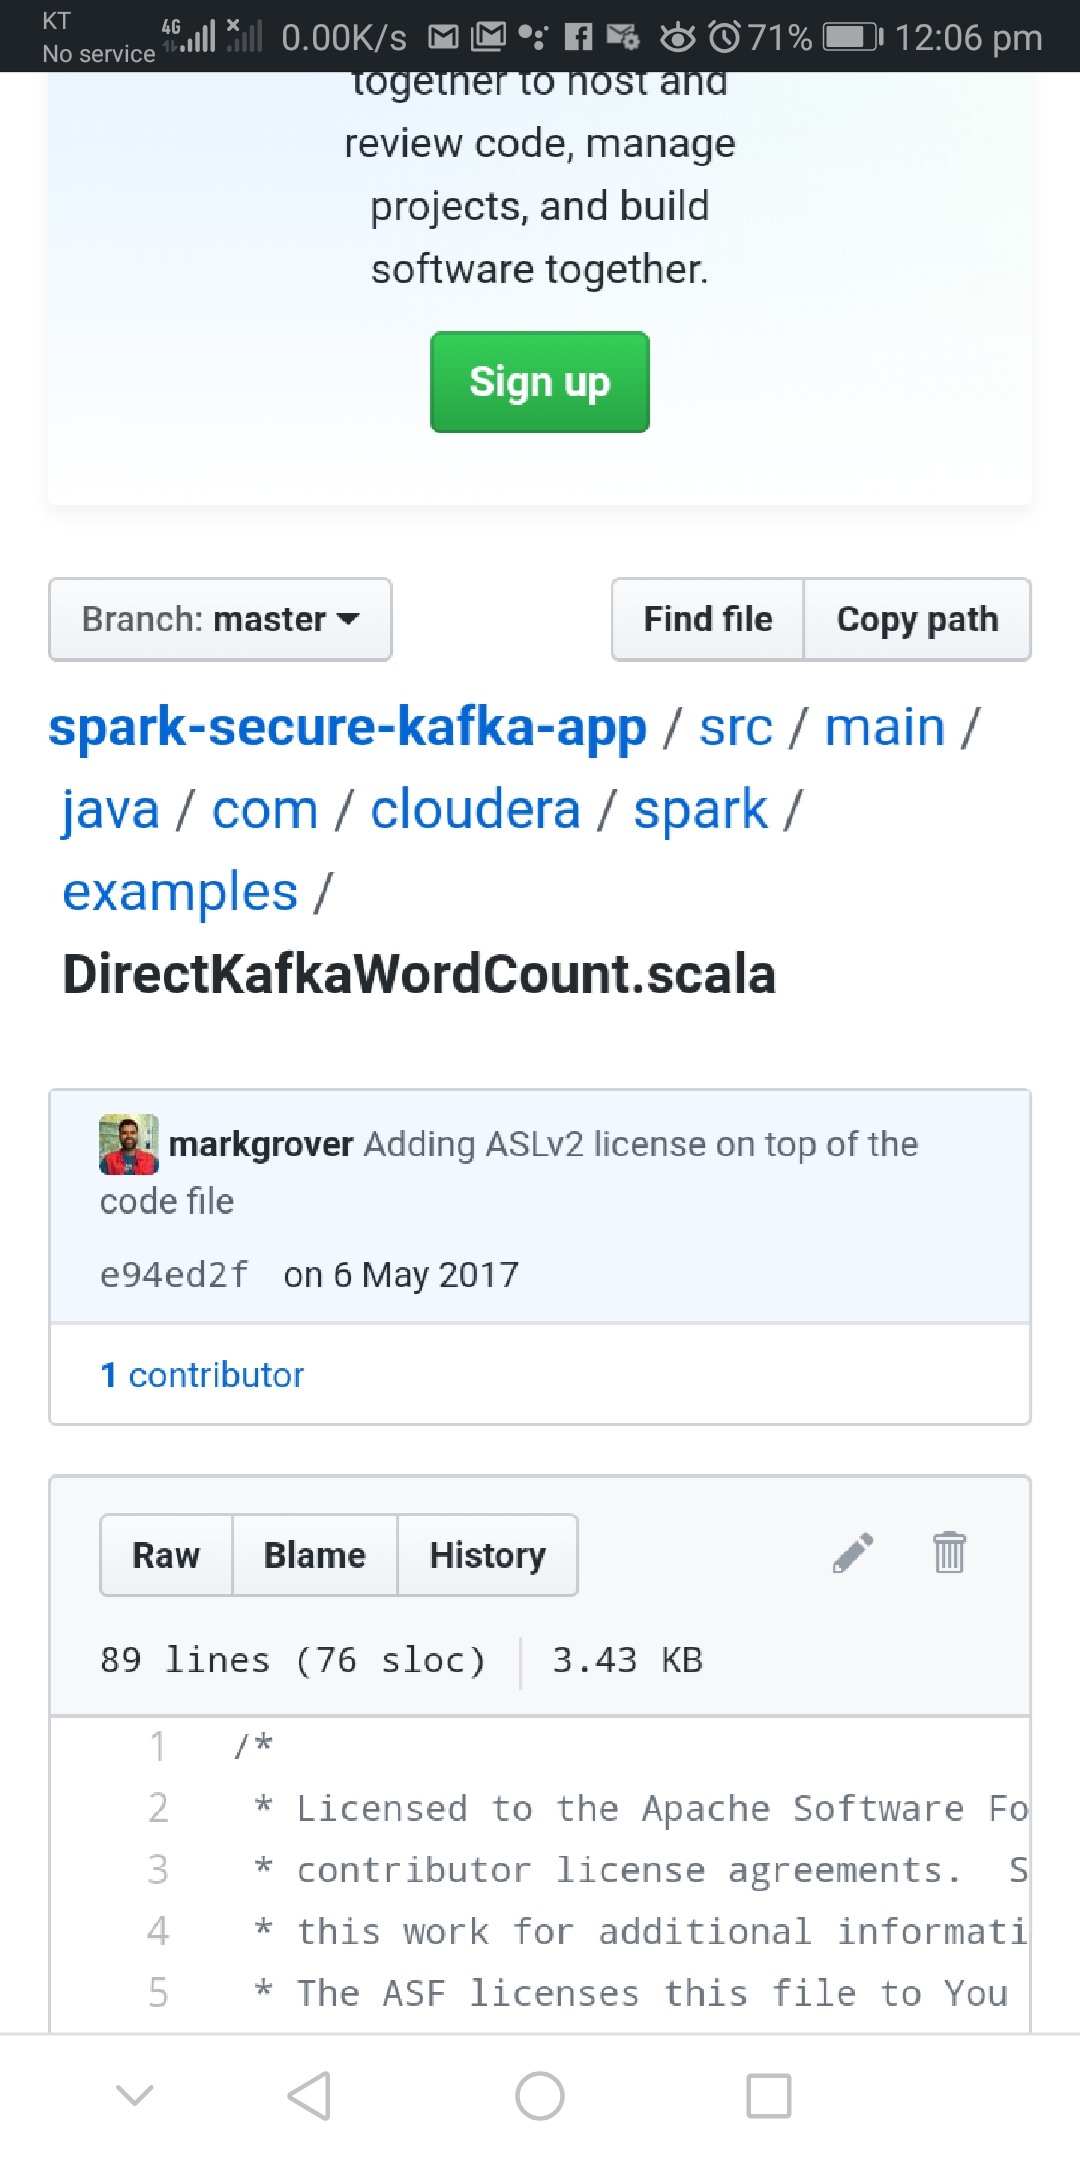 KT
No service
4G
0.00K/s
71%
12:06 pm
together to host and
review code, manage
projects, and build
software together.
Sign up
Branch: master
Find file
Copy path
spark-secure-kafka-app / src / main /
java / com / cloudera / spark /
examples /
DirectKafkaWordCount.scala
markgrover Adding ASLv2 license on top of the
code file
e94ed2f on 6 May 2017
1 contributor
Raw
Blame
History
89 lines (76 sloc)
3.43 KB
1 /*
2 * Licensed to the Apache Software Fo
3 * contributor license agreements. S
4 * this work for additional informati
5 * The ASF licenses this file to You